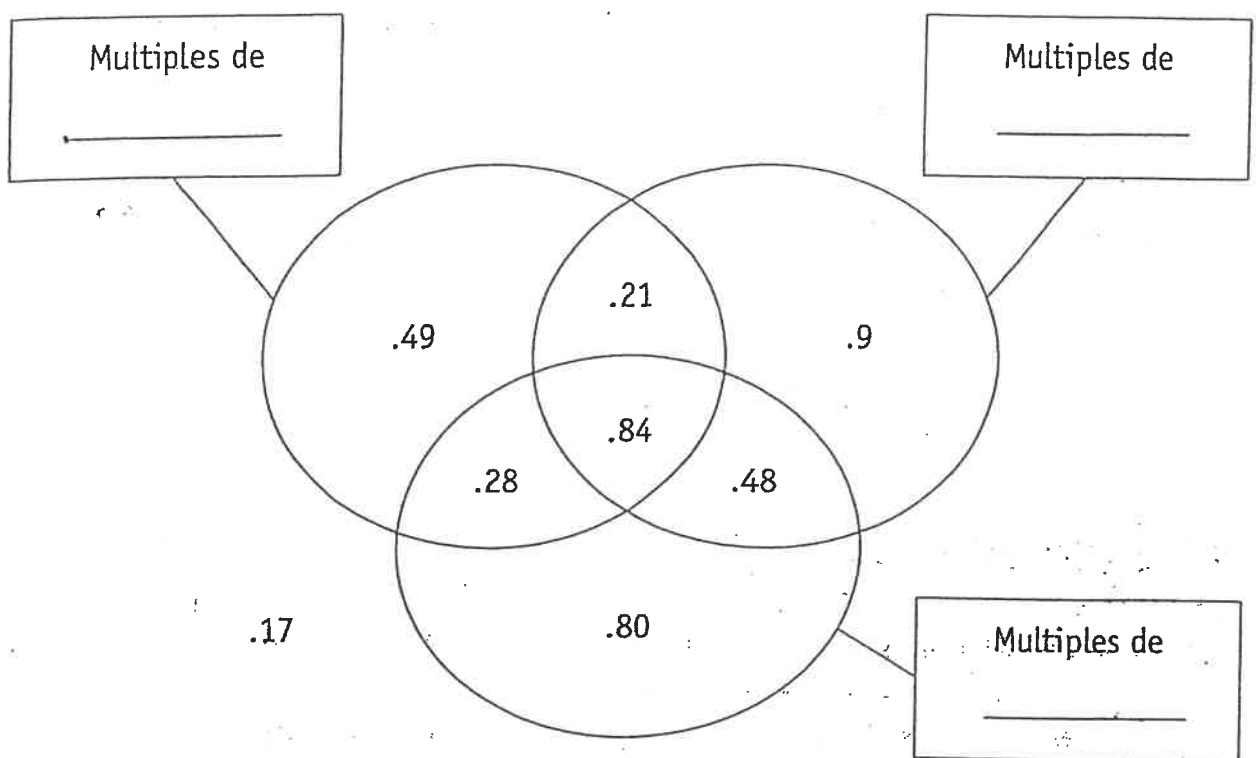 Multiples de
Multiples de
.21
.49
.9
.84
.28
.48
.17
.80
Multiples de